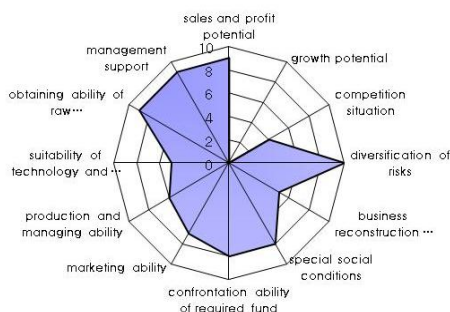 sales and profit
potential
growth potential
competition
situation
diversification of
risks
business
reconstruction …
special social
conditions
confrontation ability
of required fund
marketing ability
production and
managing ability
suitability of
technology and …
obtaining ability of
raw…
management
support
10
8
6
4
2
0